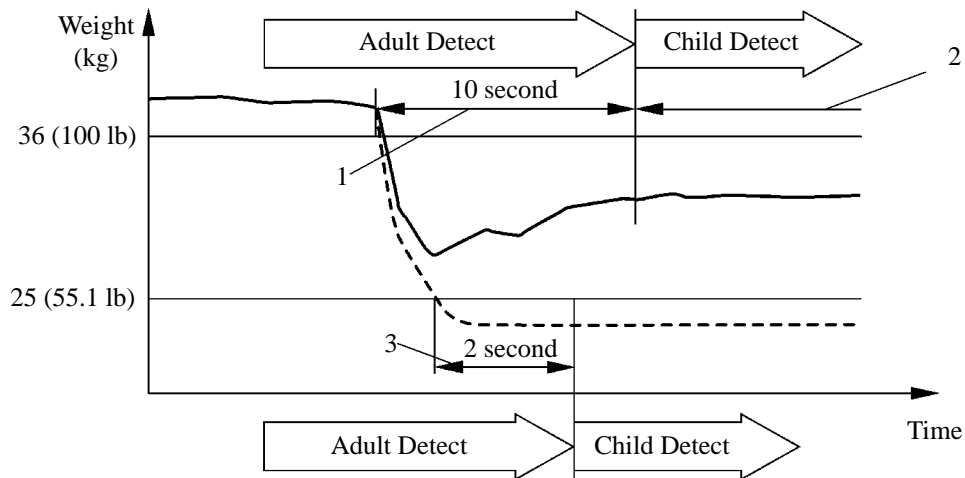 Weight
(kg)
Adult Detect
Child Detect
2
10 second
36 (100 lb)
1
25 (55.1 lb)
3
2 second
Time
Adult Detect
Child Detect